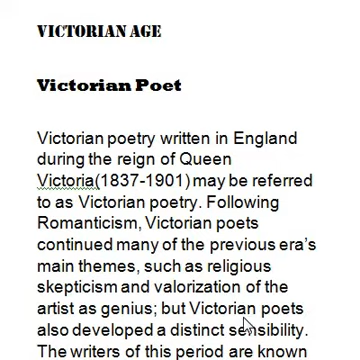 VICTORIAN AGE
Victorian Poet
Victorian poetry written in England
during the reign of Queen
Victoria(1837-1901) may be referred
to as Victorian poetry. Following
Romanticism, Victorian poets
continued many of the previous era's
main themes, such as religious
skepticism and valorization of the
artist as genius; but Victorian poets
also developed a distinct sensibility.
The writers of this period are known